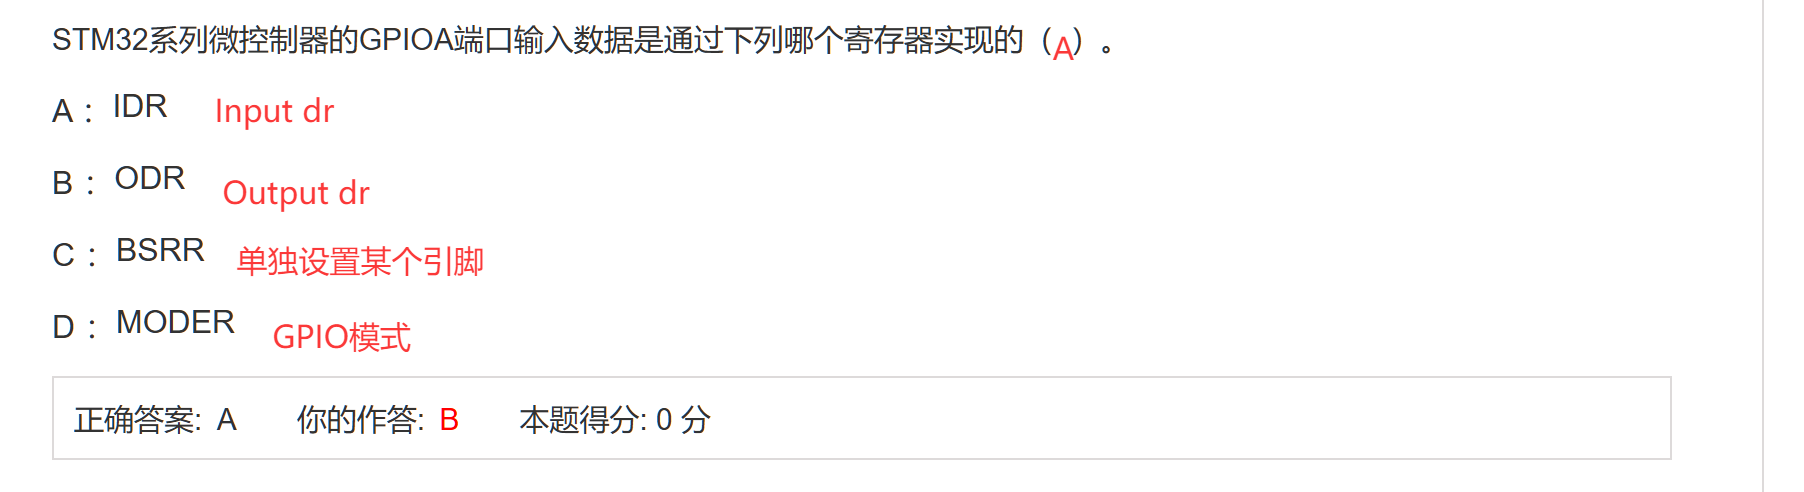 STM32系列微控制器的GPIOA端口输入数据是通过下列哪个寄存器实现的（A）。
A： IDR Input dr
B： ODR Output dr
C： BSRR 单独设置某个引脚
D： MODER GPIO模式
正确答案: A 你的作答: B 本题得分: 0 分